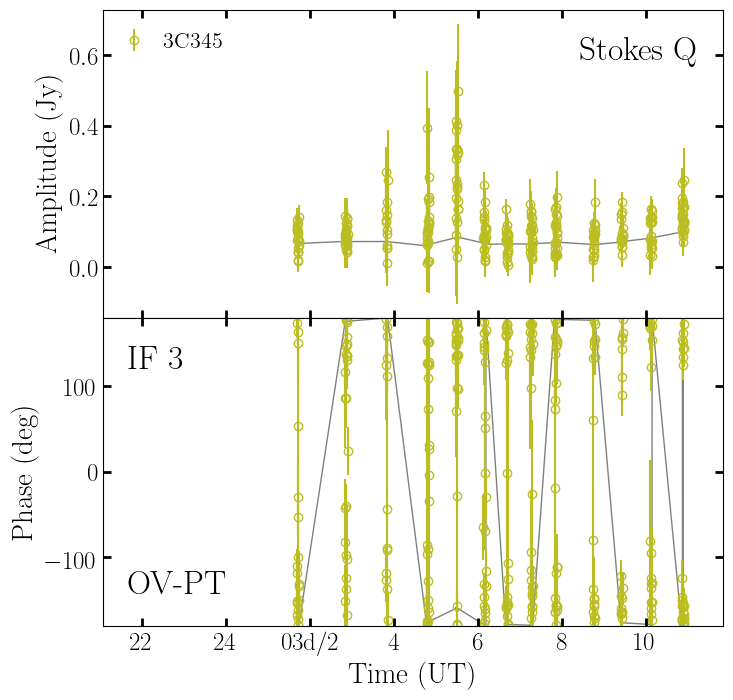 3C345
Stokes Q
0.6
0.4
0.2
0.0
Amplitude (Jy)
IF 3
100
0
−100
Phase (deg)
OV-PT
22 24 03d/2 4 6 8 10
Time (UT)